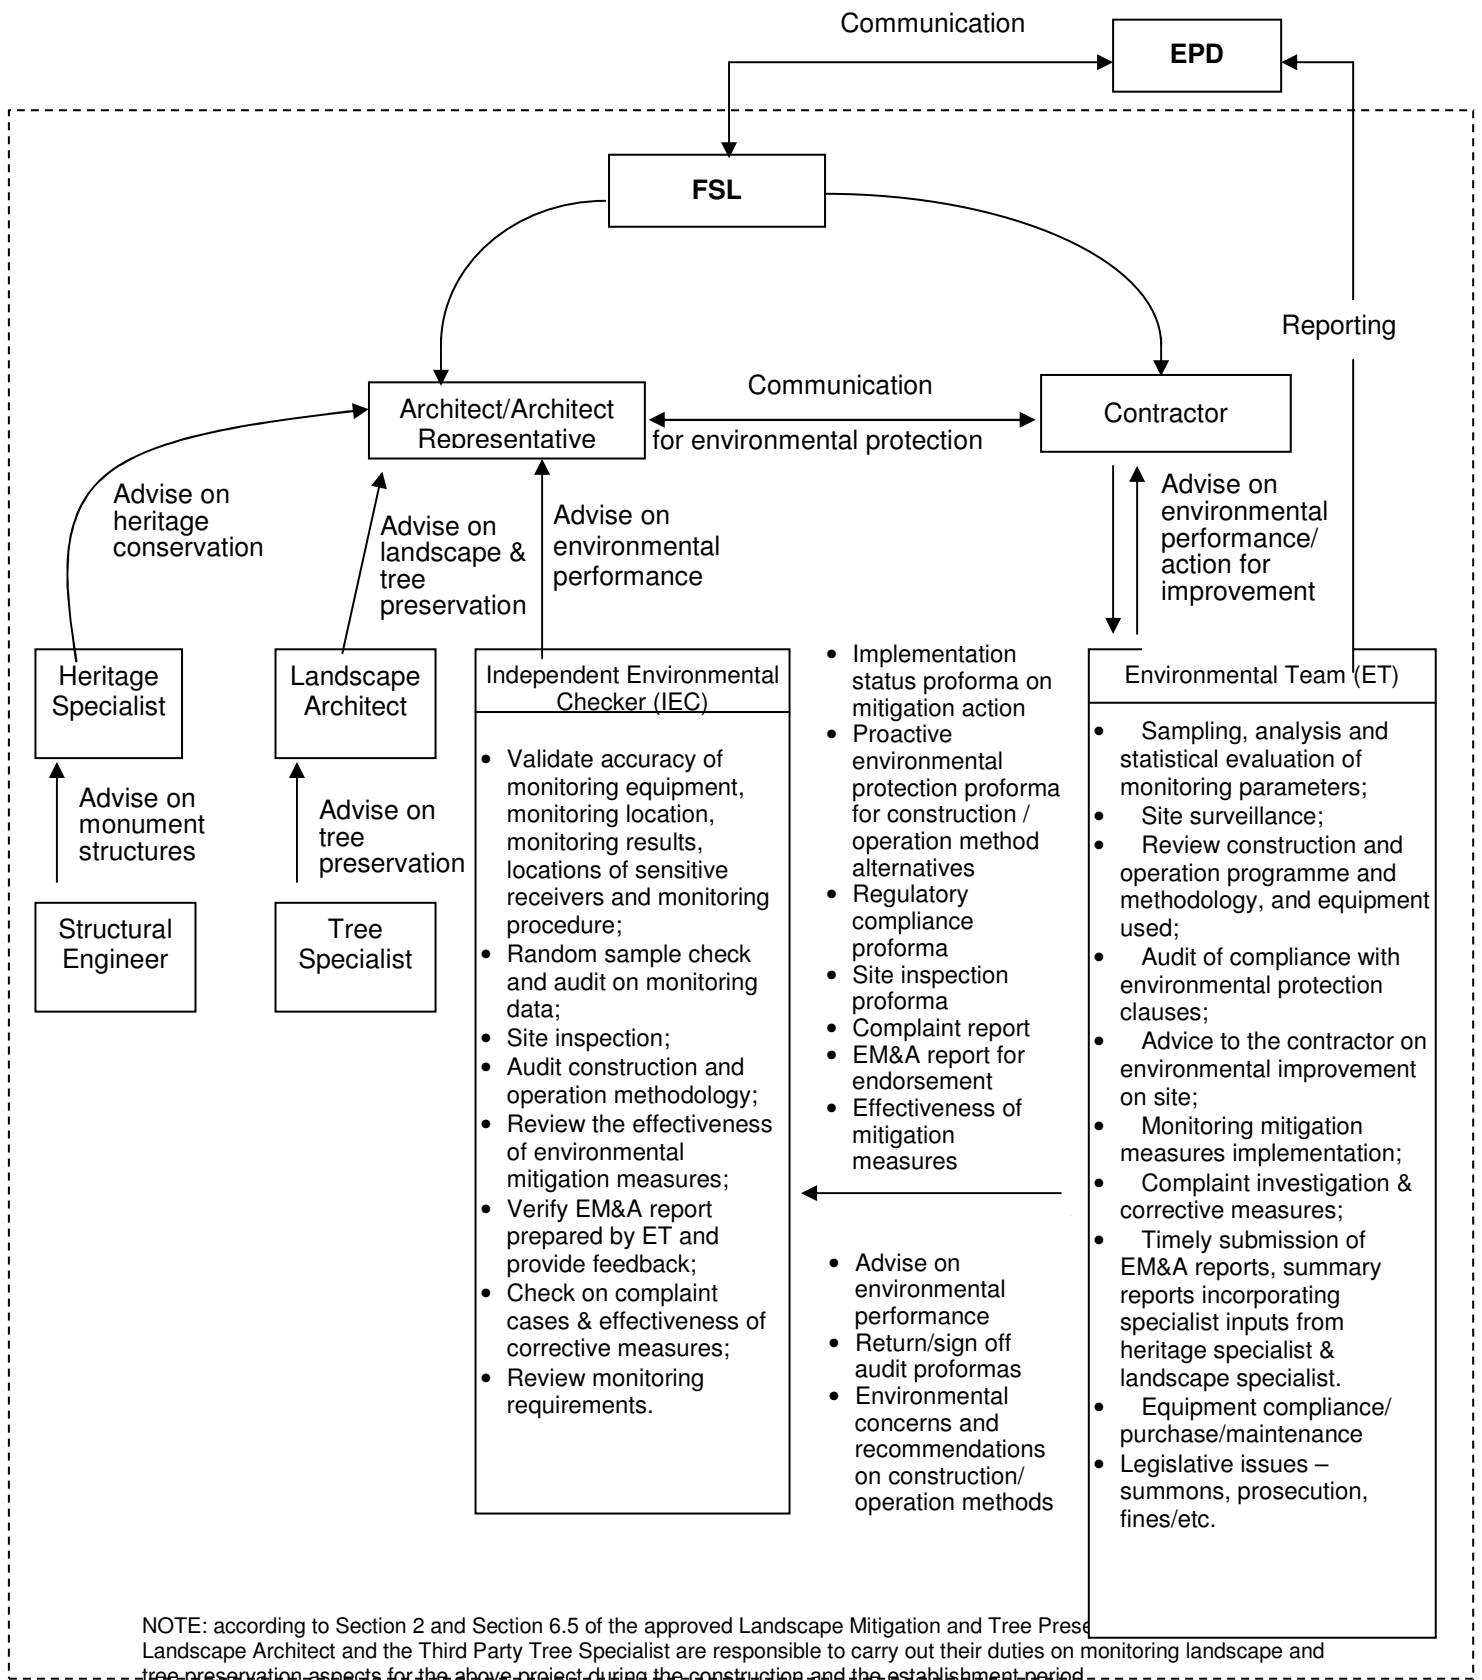 Communication
EPD
FSL
Reporting
Architect/Architect
Representative
Communication
for environmental protection
Contractor
Advise on
heritage
conservation
Advise on
landscape &
tree
preservation
Advise on
environmental
performance
Advise on
environmental
performance/
action for
improvement
Heritage
Specialist
Landscape
Architect
Advise on
monument
structures
Advise on
tree
preservation
Structural
Engineer
Tree
Specialist
Independent Environmental
Checker (IEC)
• Validate accuracy of
monitoring equipment,
monitoring location,
monitoring results,
locations of sensitive
receivers and monitoring
procedure;
• Random sample check
and audit on monitoring
data;
• Site inspection;
• Audit construction and
operation methodology;
• Review the effectiveness
of environmental
mitigation measures;
• Verify EM&A report
prepared by ET and
provide feedback;
• Check on complaint
cases & effectiveness of
corrective measures;
• Review monitoring
requirements.
• Implementation
status proforma on
mitigation action
• Proactive
environmental
protection proforma
for construction /
operation method
alternatives
• Regulatory
compliance
proforma
• Site inspection
proforma
• Complaint report
• EM&A report for
endorsement
• Effectiveness of
mitigation
measures
• Advise on
environmental
performance
• Return/sign off
audit proformas
• Environmental
concerns and
recommendations
on construction/
operation methods
Environmental Team (ET)
• Sampling, analysis and
statistical evaluation of
monitoring parameters;
• Site surveillance;
• Review construction and
operation programme and
methodology, and equipment
used;
• Audit of compliance with
environmental protection
clauses;
• Advice to the contractor on
environmental improvement
on site;
• Monitoring mitigation
measures implementation;
• Complaint investigation &
corrective measures;
• Timely submission of
EM&A reports, summary
reports incorporating
specialist inputs from
heritage specialist &
landscape specialist.
• Equipment compliance/
purchase/maintenance
• Legislative issues –
summons, prosecution,
fines/etc.
NOTE: according to Section 2 and Section 6.5 of the approved Landscape Mitigation and Tree Prese
Landscape Architect and the Third Party Tree Specialist are responsible to carry out their duties on monitoring landscape and
tree preservation aspects for the above project during the construction and the establishment period.